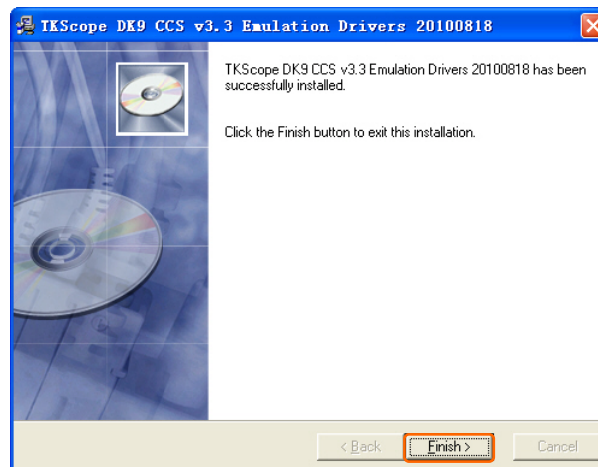 TKScope DK9 CCS v3.3 Emulation Drivers 20100818
TKScope DK9 CCS v3.3 Emulation Drivers 20100818 has been
successfully installed.
Click the Finish button to exit this installation.
< Back
Finish >
Cancel